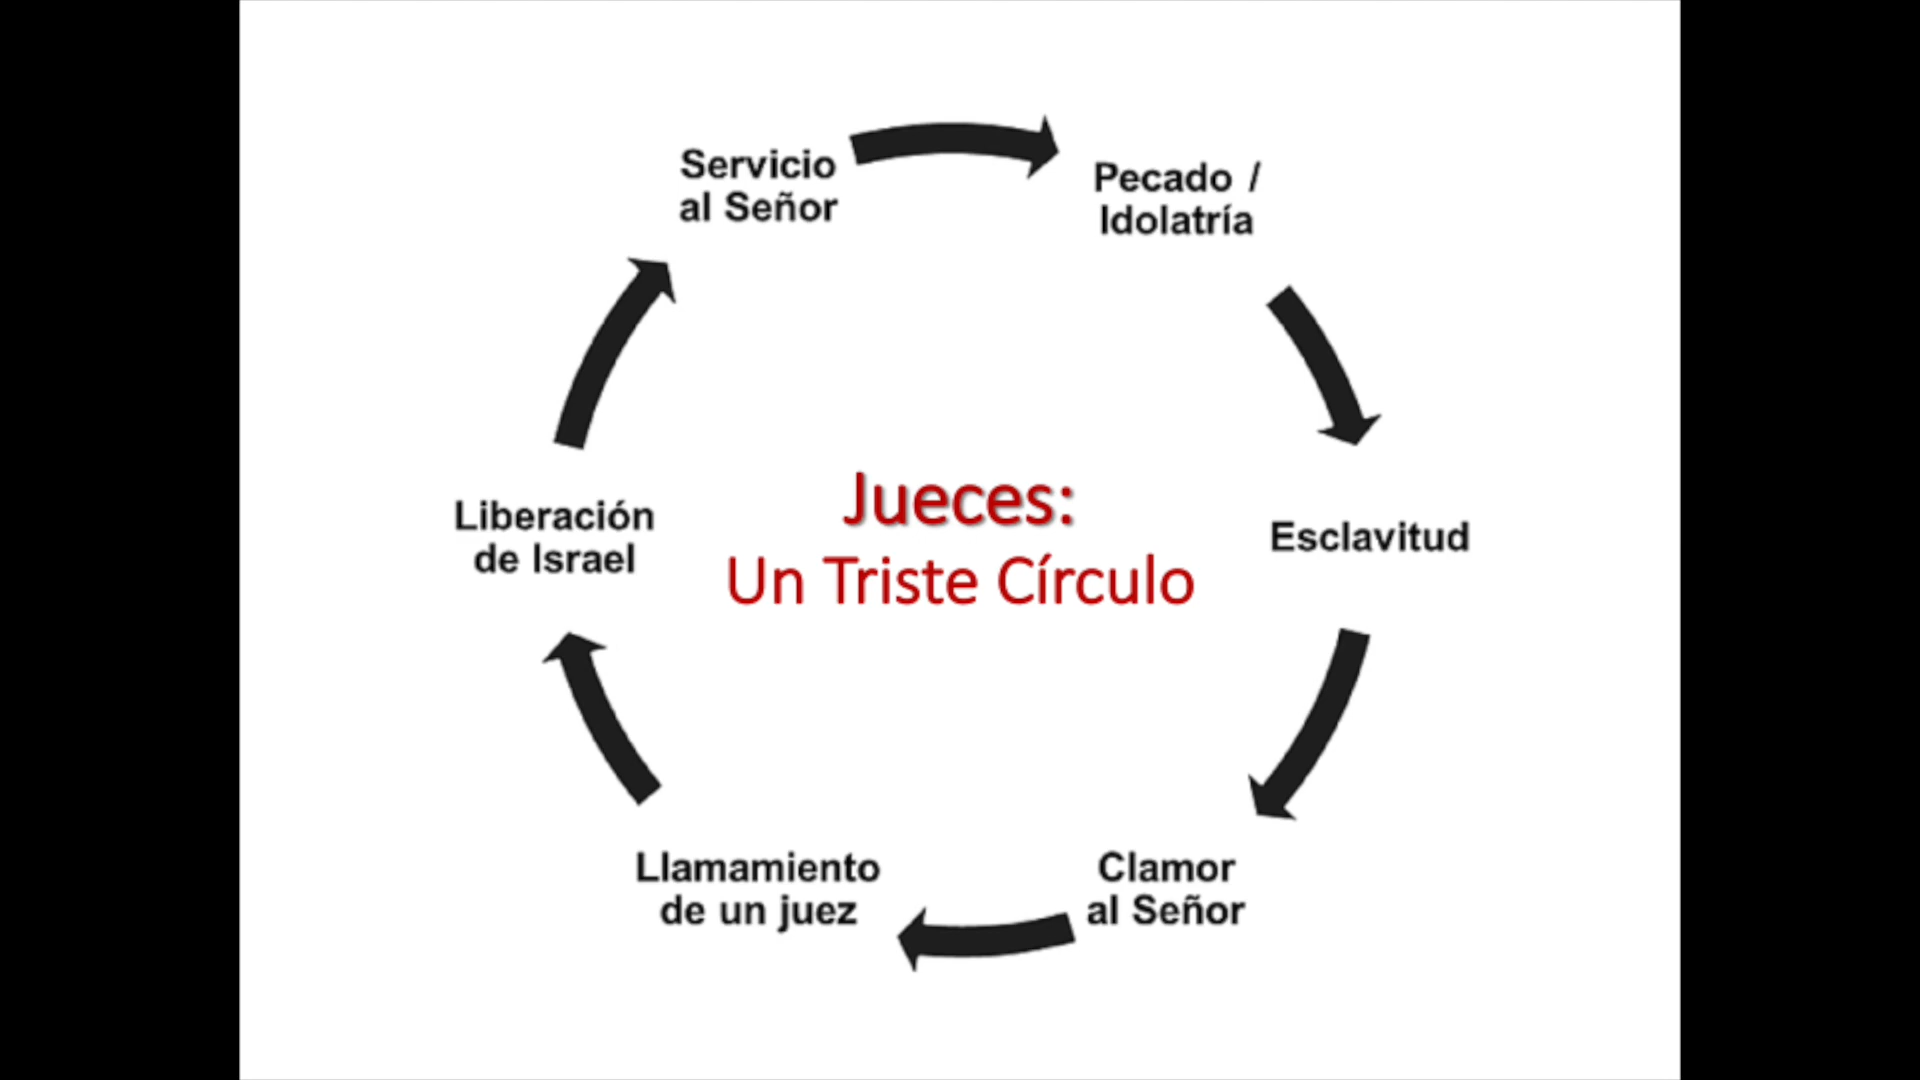 Servicio
al Señor
Pecado /
Idolatría
Esclavitud
Clamor
al Señor
Llamamiento
de un juez
Liberación
de Israel
Jueces:
Un Triste Círculo